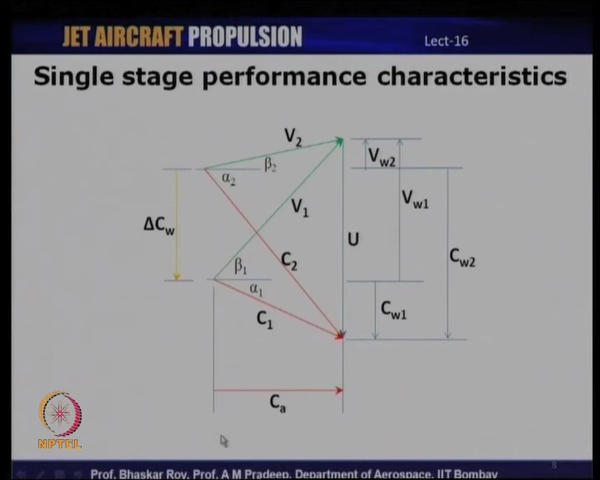 JET AIRCRAFT PROPULSION
Lect-16
Single stage performance characteristics
V2
β2
α2
Vw2
Vw1
ΔCw
V1
U
C2
Cw2
β1
α1
Cw1
C1
Ca
NPTEL
8
Prof. Bhaskar Roy, Prof. A M Pradeep, Department of Aerospace, IIT Bombay